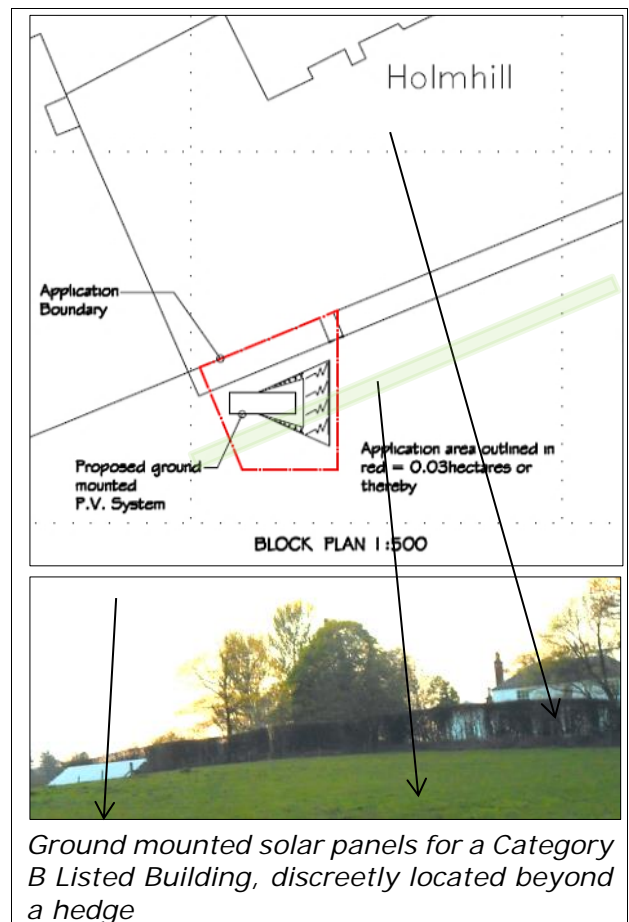 Holmhill
Application
Boundary
Proposed ground
mounted
P.V. System
Application area outlined in
red = 0.03hectares or
thereby
BLOCK PLAN 1:500
Ground mounted solar panels for a Category
B Listed Building, discreetly located beyond
a hedge